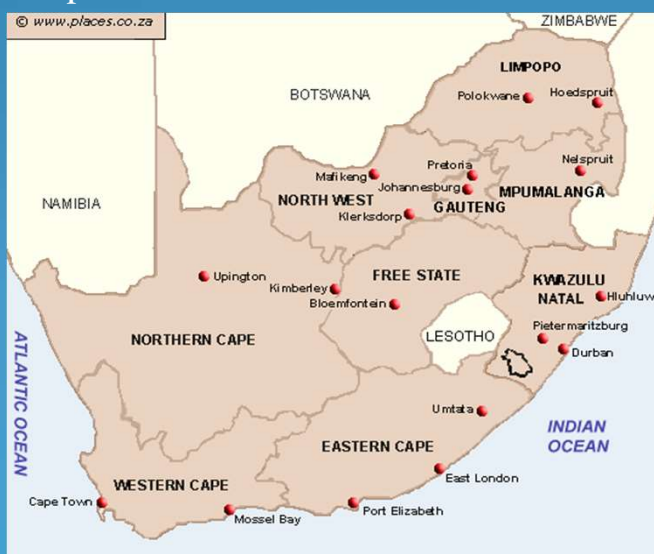 © www.places.co.za
ZIMBABWE
LIMPOPO
BOTSWANA
Polokwane
Hoedspruit
Nelspruit
Pretoria
Mafikeng
Johannesburg
MPUMALANGA
NAMIBIA
NORTH WEST
GAUTENG
Klerksdorp
Upington
FREE STATE
KWAZULU
NATAL
Kimberley
Hluhluw
Bloemfontein
Pietermaritzburg
NORTHERN CAPE
LESOTHO
Durban
ATLANTIC OCEAN
Umtata
INDIAN
OCEAN
EASTERN CAPE
East London
WESTERN CAPE
Cape Town
Mossel Bay
Port Elizabeth